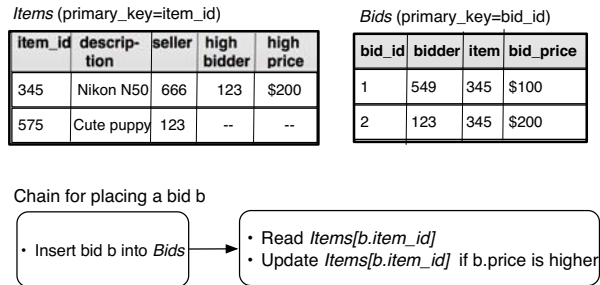 Items (primary_key=item_id)
item_id descrip-tion seller high bidder high price
345 Nikon N50 666 123 $200
575 Cute puppy 123 -- --
Bids (primary_key=bid_id)
bid_id bidder item bid_price
1 549 345 $100
2 123 345 $200
Chain for placing a bid b
• Insert bid b into Bids
• Read Items[b.item_id]
• Update Items[b.item_id] if b.price is higher